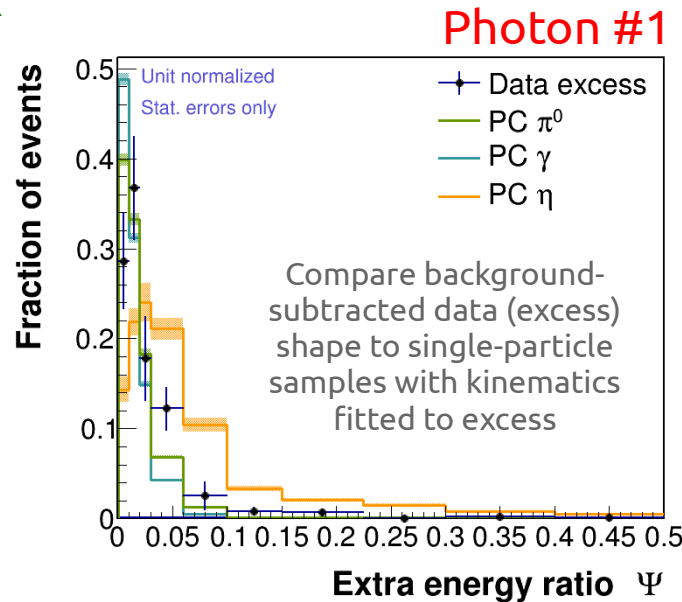 Photon #1
Unit normalized
Stat. errors only
Data excess
PC π⁰
PC γ
PC η
Compare background-
subtracted data (excess)
shape to single-particle
samples with kinematics
fitted to excess
Fraction of events
0.5
0.4
0.3
0.2
0.1
0
0 0.05 0.1 0.15 0.2 0.25 0.3 0.35 0.4 0.45 0.5
Extra energy ratio Ψ